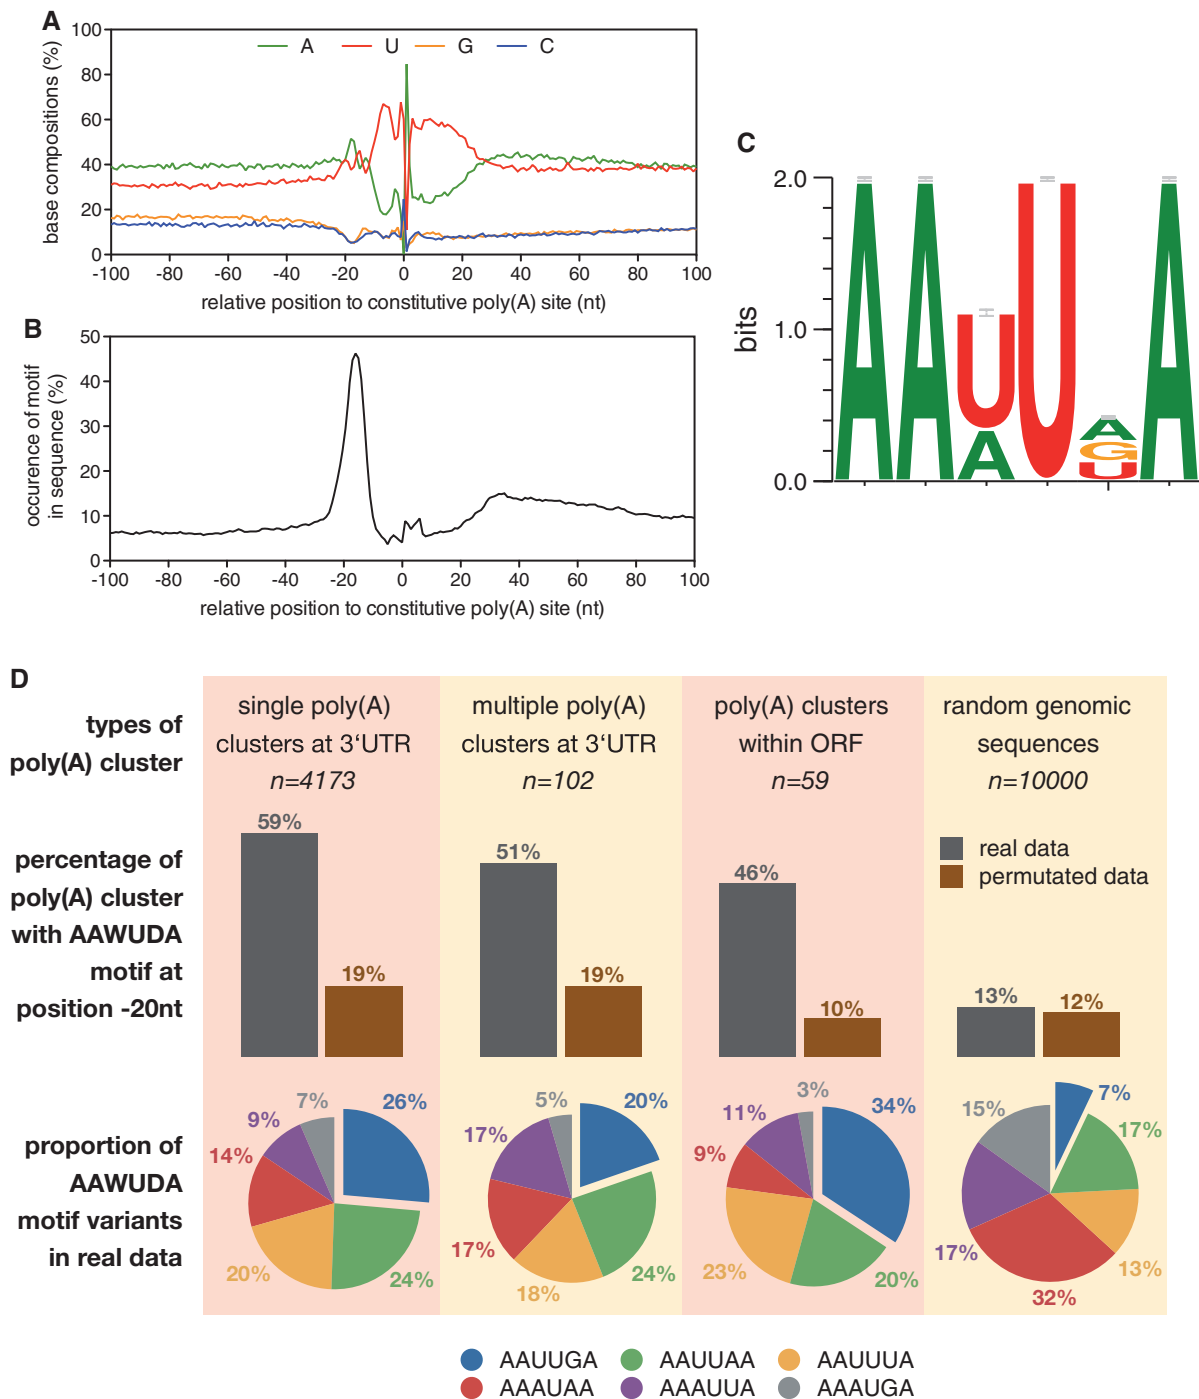 A
100
80
60
40
20
0
base compositions (%)
A U G C
-100 -80 -60 -40 -20 0 20 40 60 80 100
relative position to constitutive poly(A) site (nt)
B
50
40
30
20
10
0
occurence of motif
in sequence (%)
-100 -80 -60 -40 -20 0 20 40 60 80 100
relative position to constitutive poly(A) site (nt)
C
2.0
1.0
0.0
bits
A A U U A A
A G
U
D
types of
poly(A) cluster
single poly(A)
clusters at 3‘UTR
n=4173
multiple poly(A)
clusters at 3‘UTR
n=102
poly(A) clusters
within ORF
n=59
random genomic
sequences
n=10000
percentage of
poly(A) cluster
with AAWUDA
motif at
position -20nt
59%
19%
51%
19%
46%
10%
13%
12%
real data
permutated data
proportion of
AAWUDA
motif variants
in real data
26%
24%
20%
14%
9%
7%
20%
24%
18%
17%
17%
5%
34%
20%
23%
9%
11%
3%
7%
17%
13%
32%
17%
15%
AAUUGA AAUUAA AAUUUA
AAAUAA AAAUUA AAAUGA